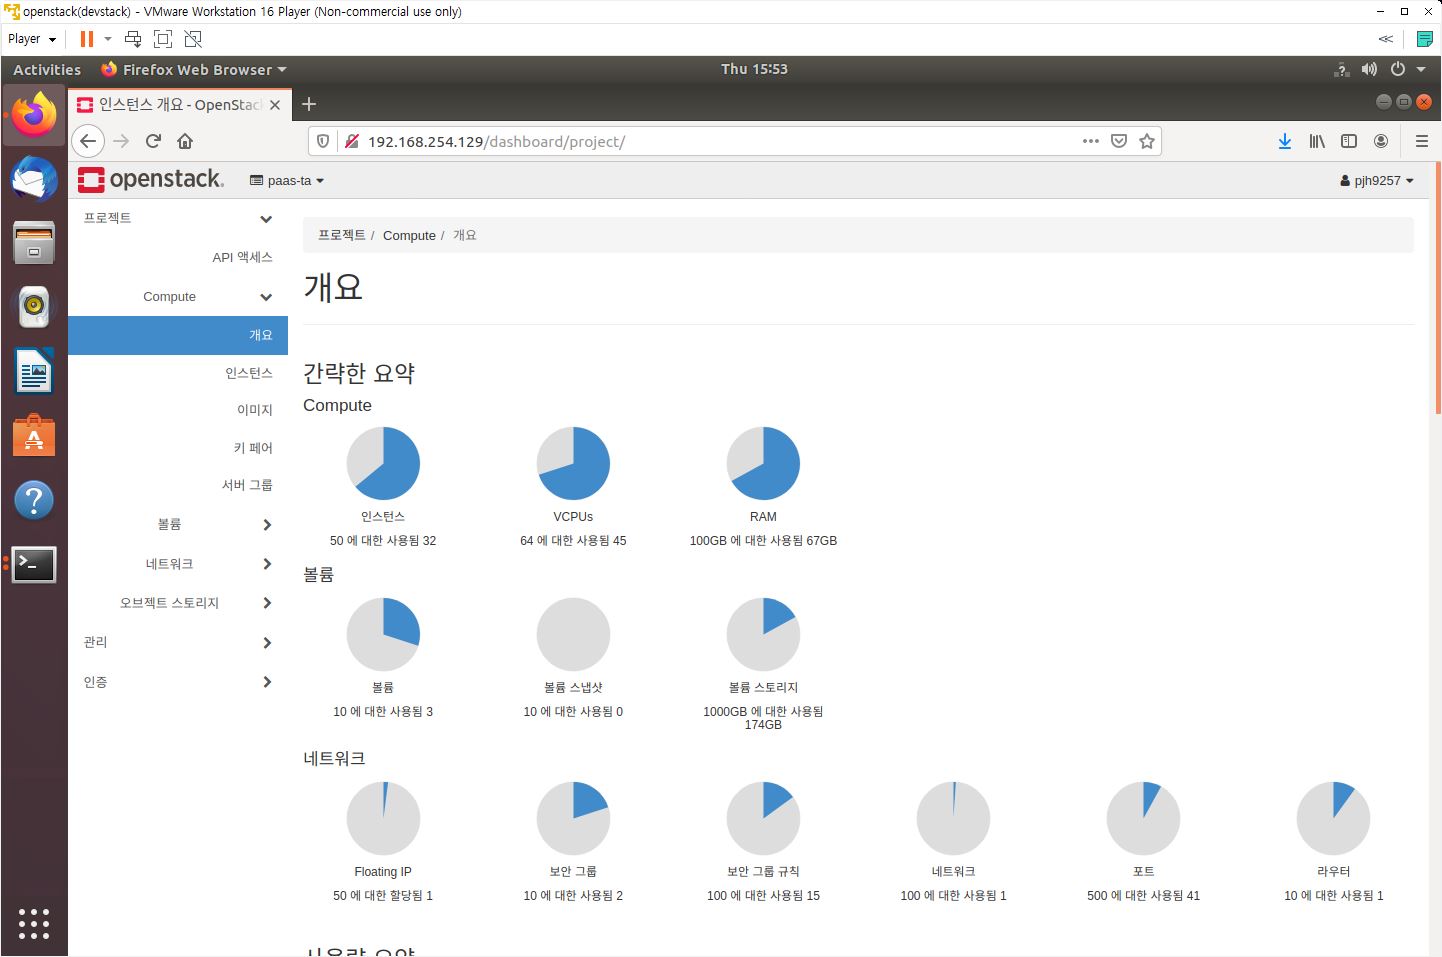 openstack(devstack) - VMware Workstation 16 Player (Non-commercial use only)
Player
Activities Firefox Web Browser Thu 15:53
인스턴스 개요 - OpenStack
192.168.254.129/dashboard/project/
openstack. paas-ta pjh9257
프로젝트
API 액세스
Compute
개요
인스턴스
이미지
키 페어
서버 그룹
볼륨
네트워크
오브젝트 스토리지
관리
인증
프로젝트 / Compute / 개요
개요
간략한 요약
Compute
인스턴스 VCPUs RAM
50 에 대한 사용됨 32 64 에 대한 사용됨 45 100GB 에 대한 사용됨 67GB
볼륨
볼륨 볼륨 스냅샷 볼륨 스토리지
10 에 대한 사용됨 3 10 에 대한 사용됨 0 1000GB 에 대한 사용됨
174GB
네트워크
Floating IP 보안 그룹 보안 그룹 규칙 네트워크 포트 라우터
50 에 대한 할당됨 1 10 에 대한 사용됨 2 100 에 대한 사용됨 15 100 에 대한 사용됨 1 500 에 대한 사용됨 41 10 에 대한 사용됨 1